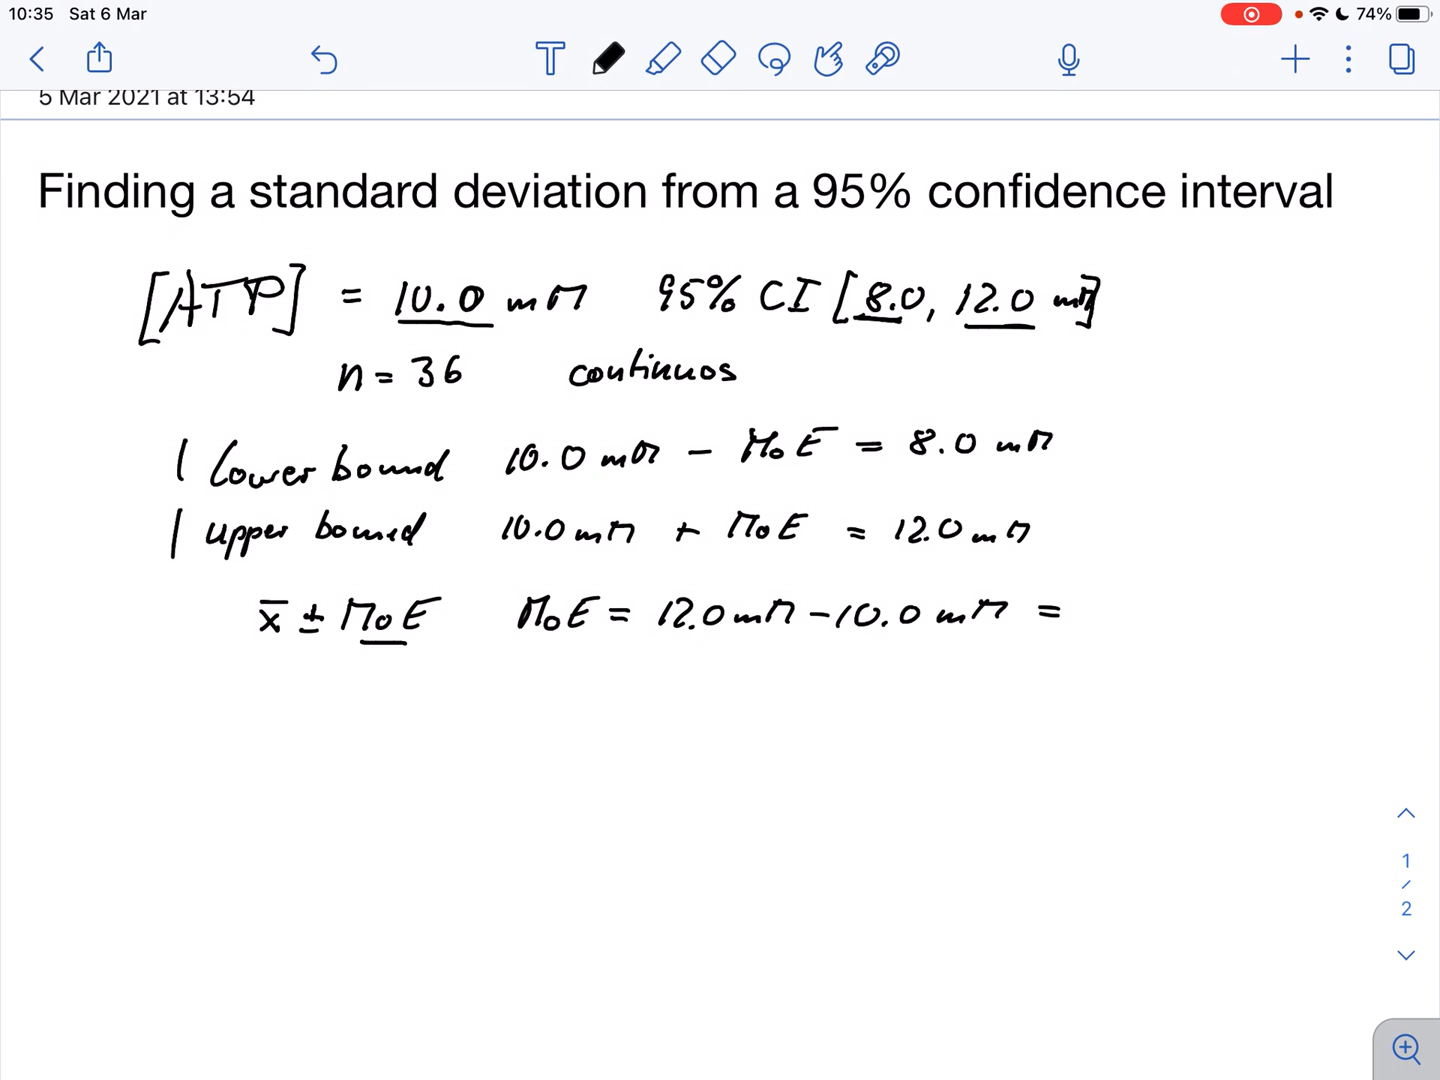 10:35 Sat 6 Mar 74%
5 Mar 2021 at 13:54
Finding a standard deviation from a 95% confidence interval
[ATP] = 10.0 mM 95% CI [8.0, 12.0 mM]
n = 36 continuos
| Lower bound 10.0 mM - MoE = 8.0 mM
| upper bound 10.0 mM + MoE = 12.0 mM
x̄ ± MoE MoE = 12.0 mM - 10.0 mM =
1
/
2